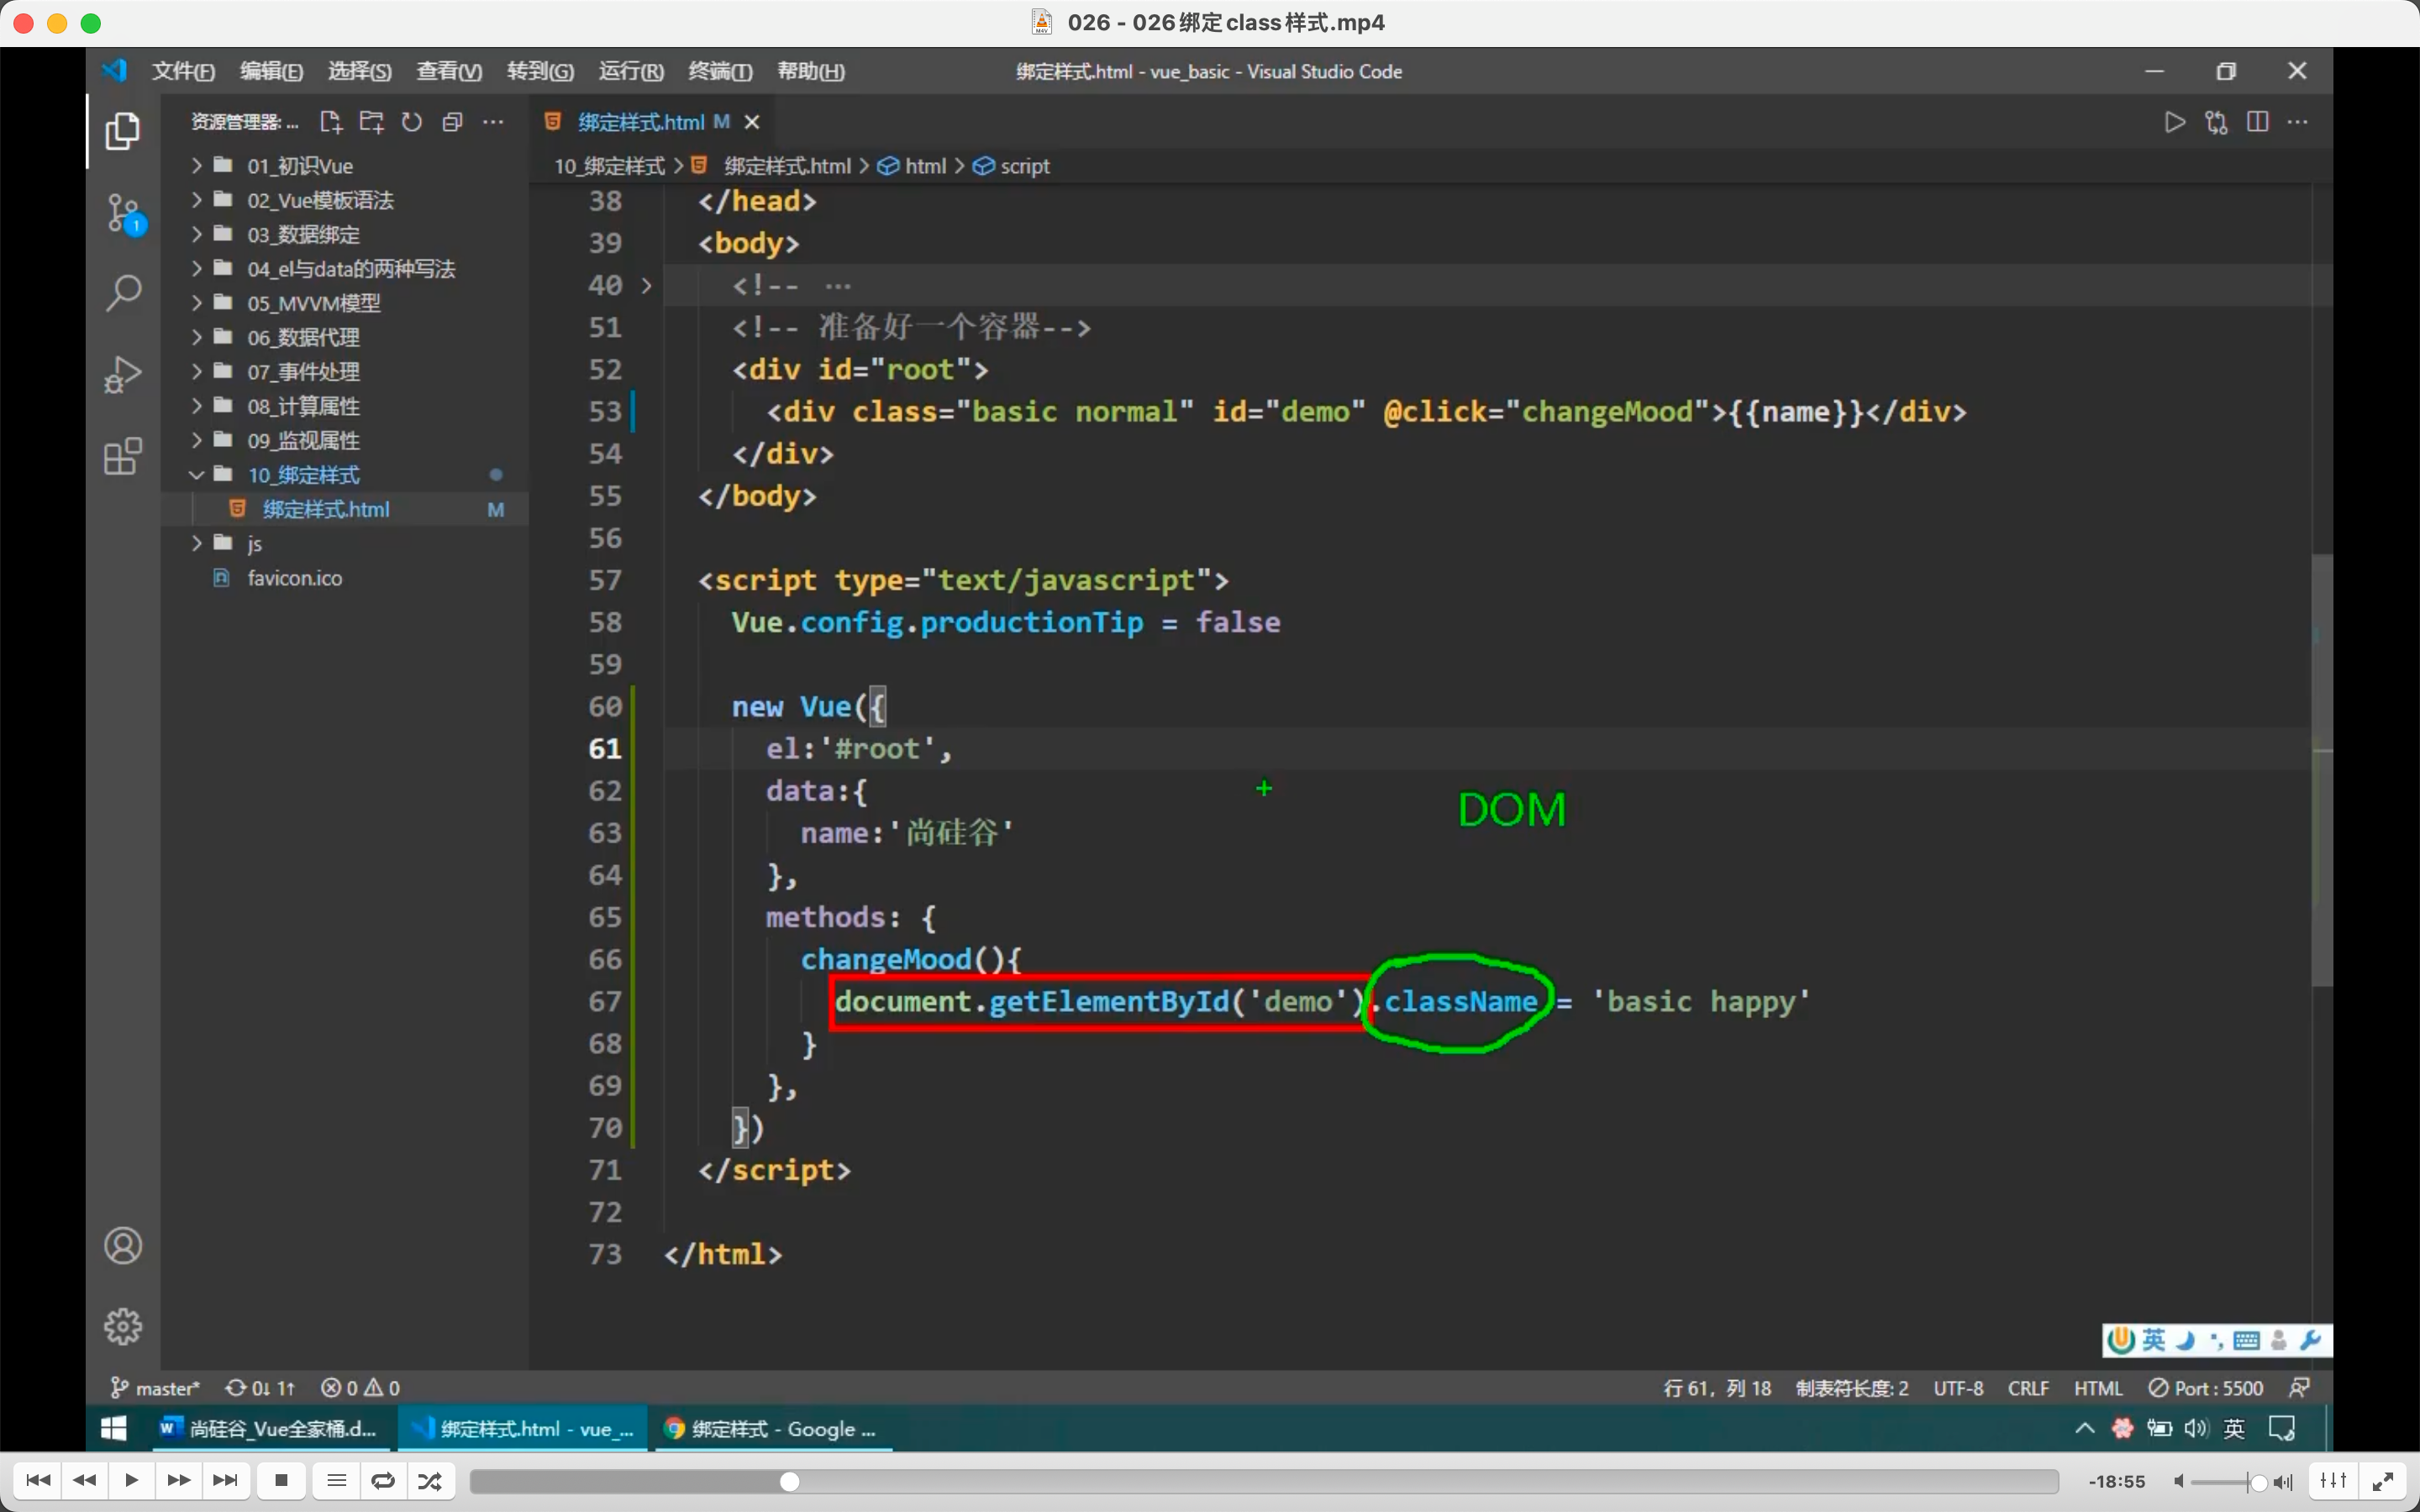 026 - 026绑定class样式.mp4
文件(F) 编辑(E) 选择(S) 查看(V) 转到(G) 运行(R) 终端(T) 帮助(H)
绑定样式.html - vue_basic - Visual Studio Code
资源管理器: ...
01_初识Vue
02_Vue模板语法
03_数据绑定
04_el与data的两种写法
05_MVVM模型
06_数据代理
07_事件处理
08_计算属性
09_监视属性
10_绑定样式
绑定样式.html M
js
favicon.ico
1
绑定样式.html M
10_绑定样式 > 绑定样式.html > html > script
38 </head>
39 <body>
40 <!-- ...
51 <!-- 准备好一个容器-->
52 <div id="root">
53 <div class="basic normal" id="demo" @click="changeMood">{{name}}</div>
54 </div>
55 </body>
56
57 <script type="text/javascript">
58 Vue.config.productionTip = false
59
60 new Vue({
61 el:'#root',
62 data:{
63 name:'尚硅谷'
64 },
65 methods: {
66 changeMood(){
67 document.getElementById('demo').className = 'basic happy'
68 }
69 },
70 })
71 </script>
72
73 </html>
DOM
英
master* 0↓ 1↑ 0 0
行 61，列 18 制表符长度: 2 UTF-8 CRLF HTML Port : 5500
尚硅谷_Vue全家桶.d... 绑定样式.html - vue_... 绑定样式 - Google ... 英
-18:55